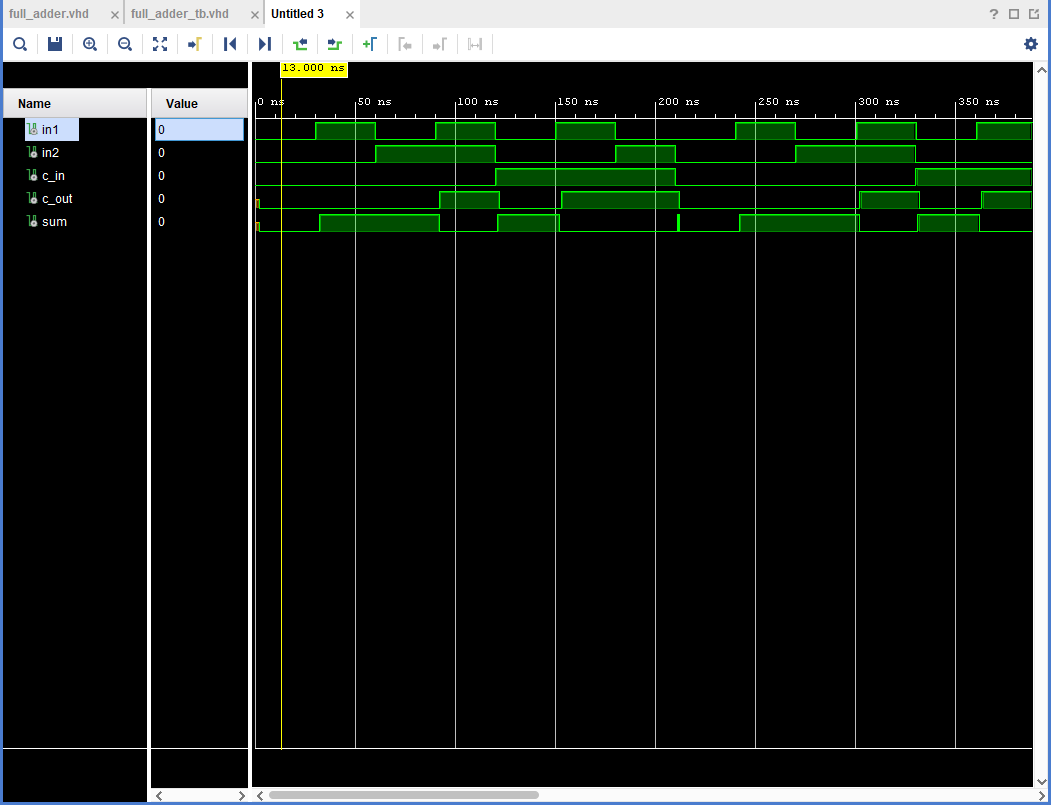 full_adder.vhd full_adder_tb.vhd Untitled 3
?
13.000 ns
Name Value
0 ns 50 ns 100 ns 150 ns 200 ns 250 ns 300 ns 350 ns
in1 0
in2 0
c_in 0
c_out 0
sum 0